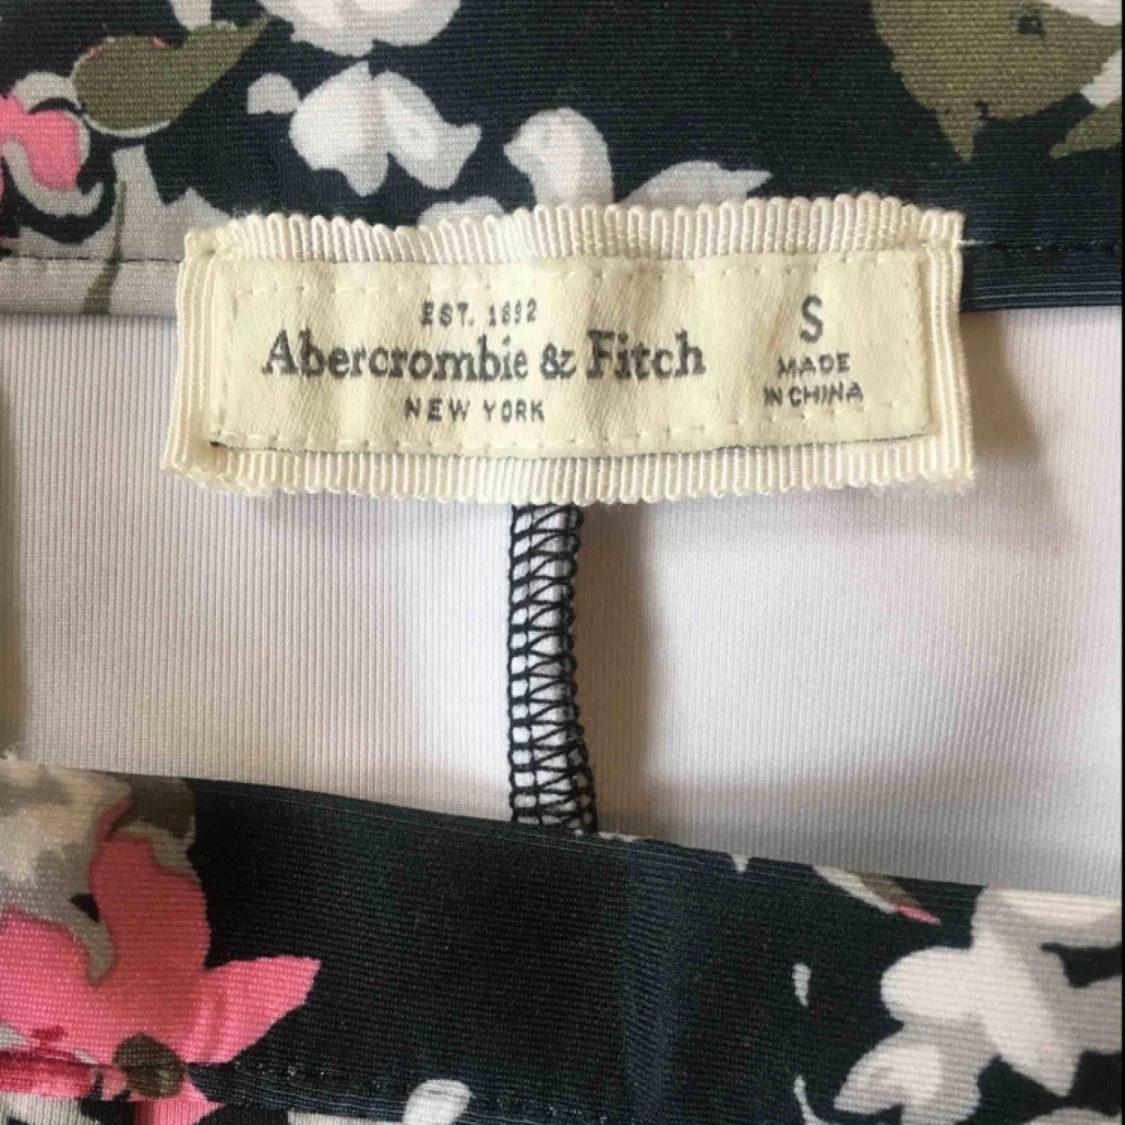 EST. 1892
Abercrombie & Fitch
NEW YORK
S
MADE
IN CHINA